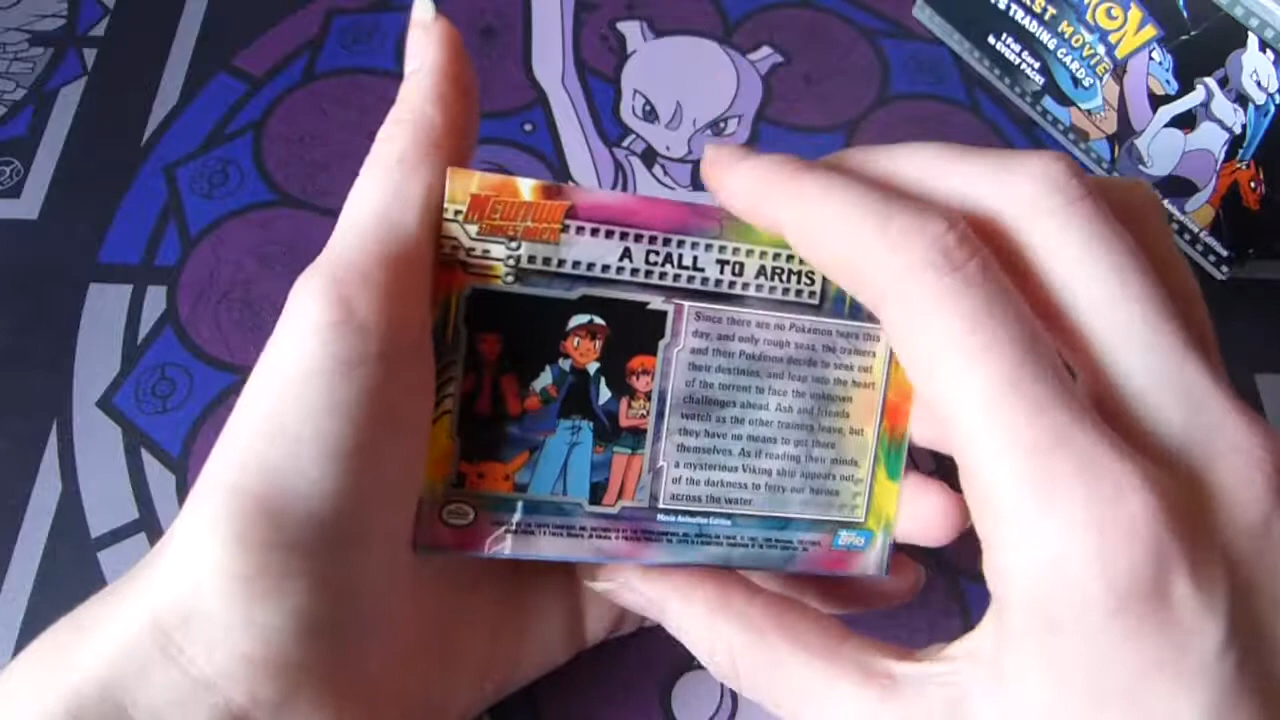 MON
FIRST MOVIE
TRADING CARDS
1 Foil Card
in EVERY PACK!
Animation Edition
MEWTWO
STRIKES BACK
A CALL TO ARMS
Since there are no Pokémon tears this
day, and only rough seas, the trainers
and their Pokémon decide to seek out
their destinies, and leap into the heart
of the torrent to face the unknown
challenges ahead. Ash and friends
watch as the other trainers leave, but
they have no means to get there
themselves. As if reading their minds,
a mysterious Viking ship appears out
of the darkness to ferry our heroes
across the water.
Movie Animation Edition
TOPPS